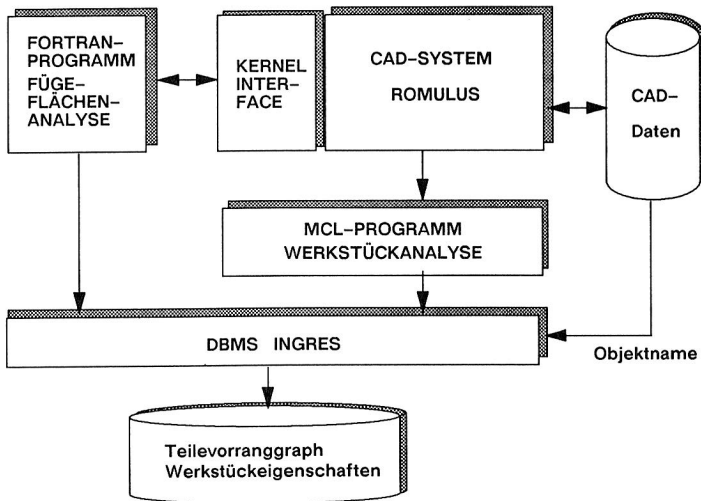 FORTRAN–
PROGRAMM
FÜGE–
FLÄCHEN–
ANALYSE
KERNEL
INTER–
FACE
CAD–SYSTEM
ROMULUS
CAD–
Daten
MCL–PROGRAMM
WERKSTÜCKANALYSE
DBMS INGRES
Objektname
Teilevorranggraph
Werkstückeigenschaften